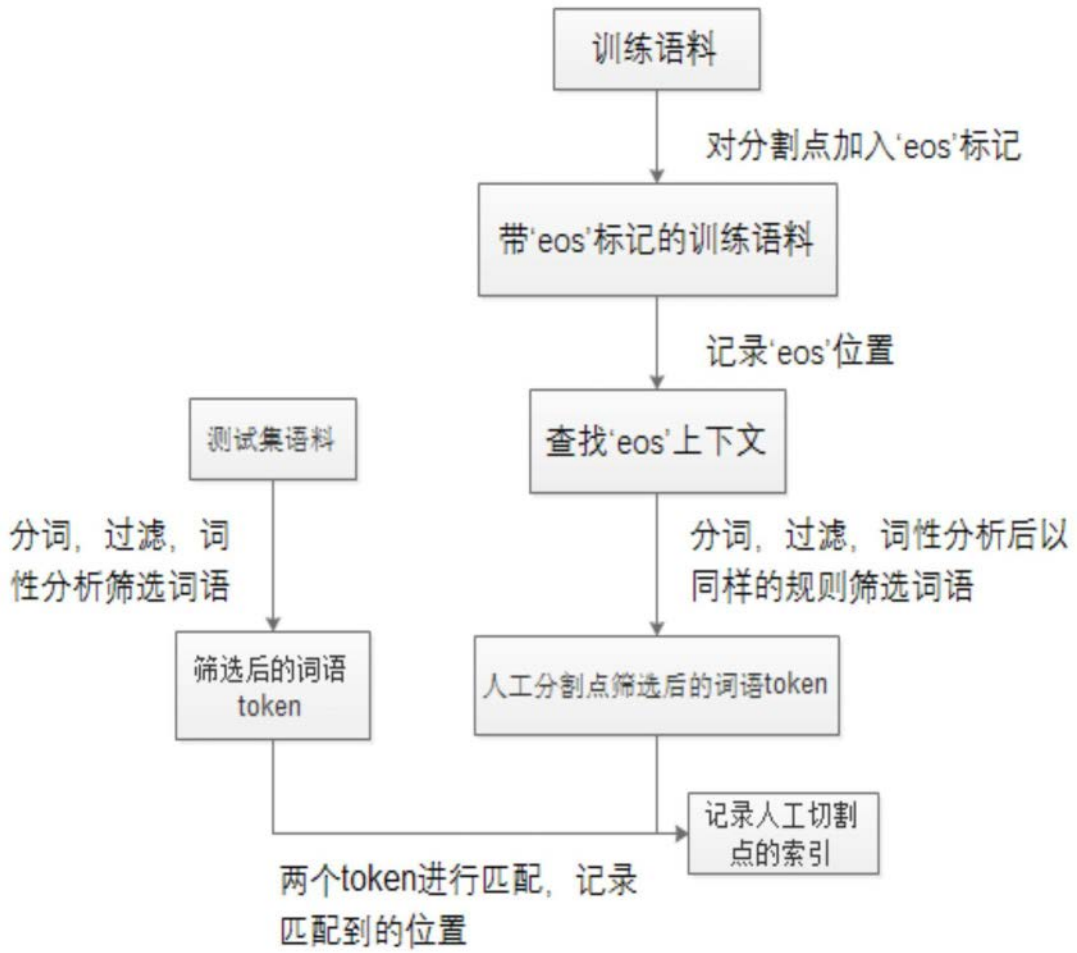 训练语料
对分割点加入‘eos’标记
带‘eos’标记的训练语料
记录‘eos’位置
查找‘eos’上下文
测试集语料
分词，过滤，词
性分析筛选词语
分词，过滤，词性分析后以
同样的规则筛选词语
筛选后的词语
token
人工分割点筛选后的词语token
记录人工切割
点的索引
两个token进行匹配，记录
匹配到的位置